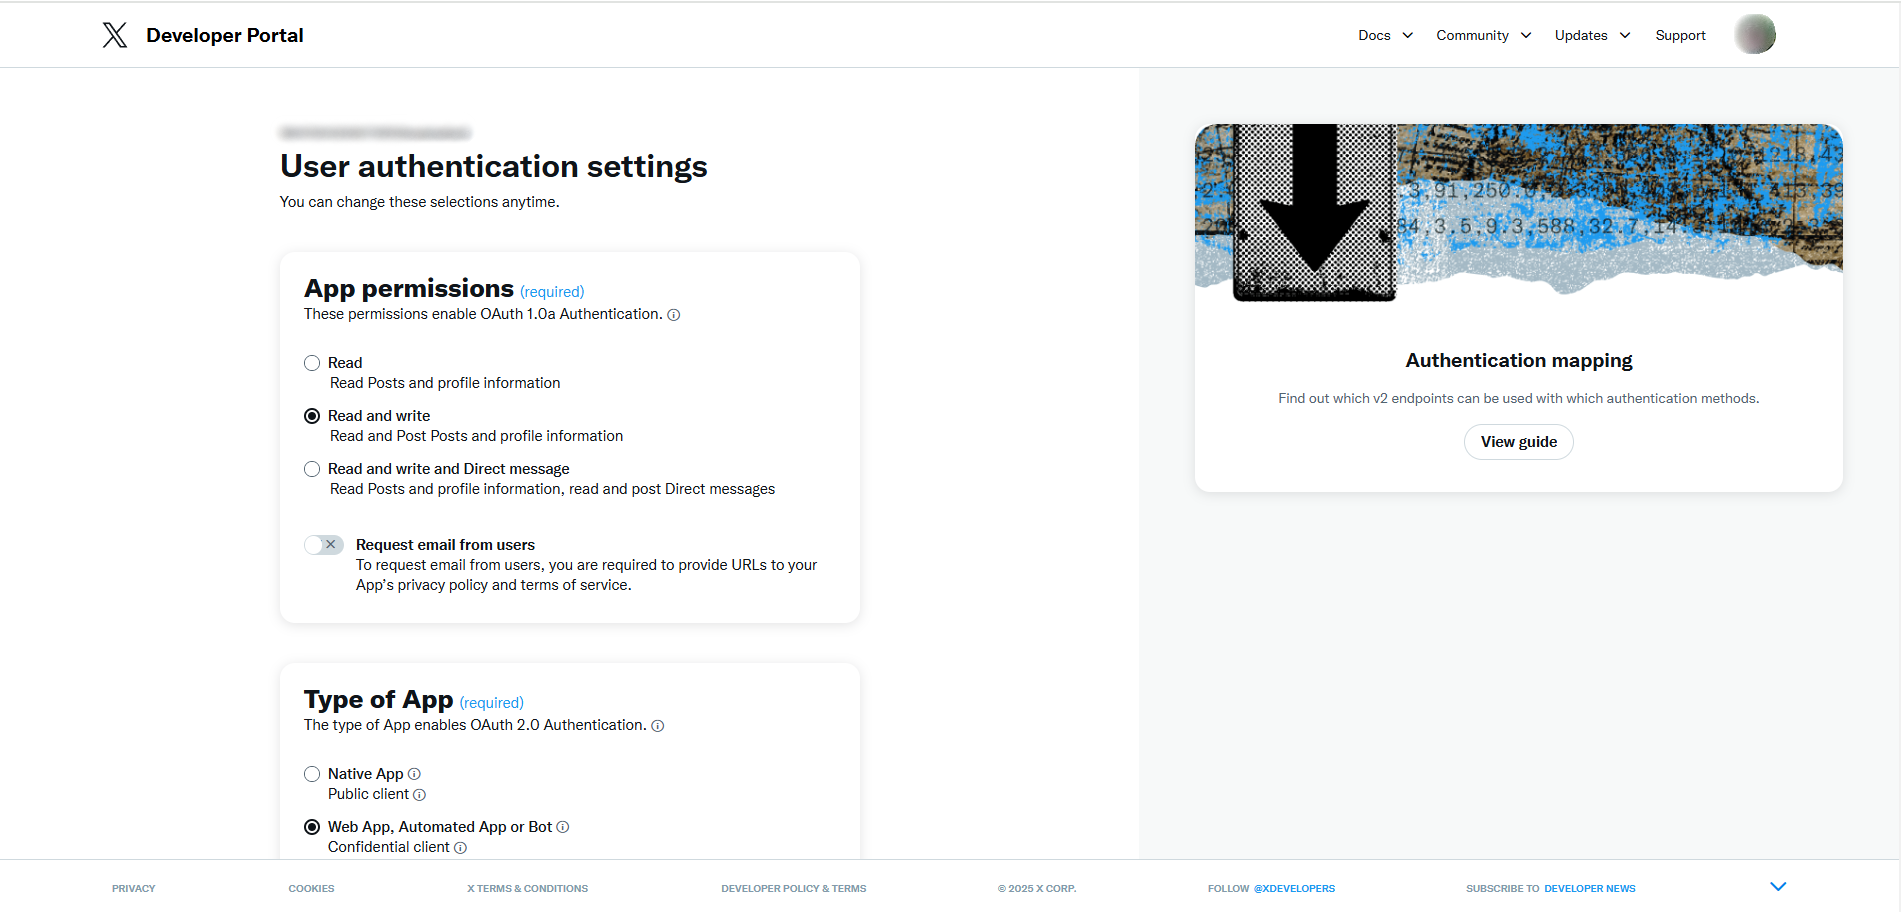 Developer Portal
Docs
Community
Updates
Support
User authentication settings
You can change these selections anytime.
App permissions (required)
These permissions enable OAuth 1.0a Authentication.
Read
Read Posts and profile information
Read and write
Read and Post Posts and profile information
Read and write and Direct message
Read Posts and profile information, read and post Direct messages
Request email from users
To request email from users, you are required to provide URLs to your
App's privacy policy and terms of service.
Type of App (required)
The type of App enables OAuth 2.0 Authentication.
Native App
Public client
Web App, Automated App or Bot
Confidential client
Authentication mapping
Find out which v2 endpoints can be used with which authentication methods.
View guide
PRIVACY
COOKIES
X TERMS & CONDITIONS
DEVELOPER POLICY & TERMS
© 2025 X CORP.
FOLLOW @XDEVELOPERS
SUBSCRIBE TO DEVELOPER NEWS